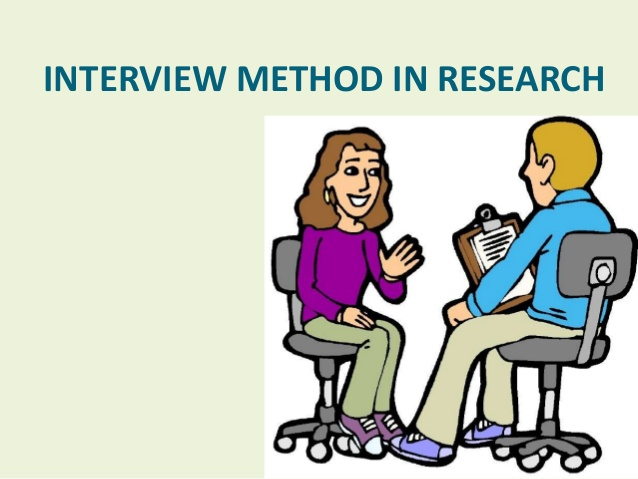 INTERVIEW METHOD IN RESEARCH